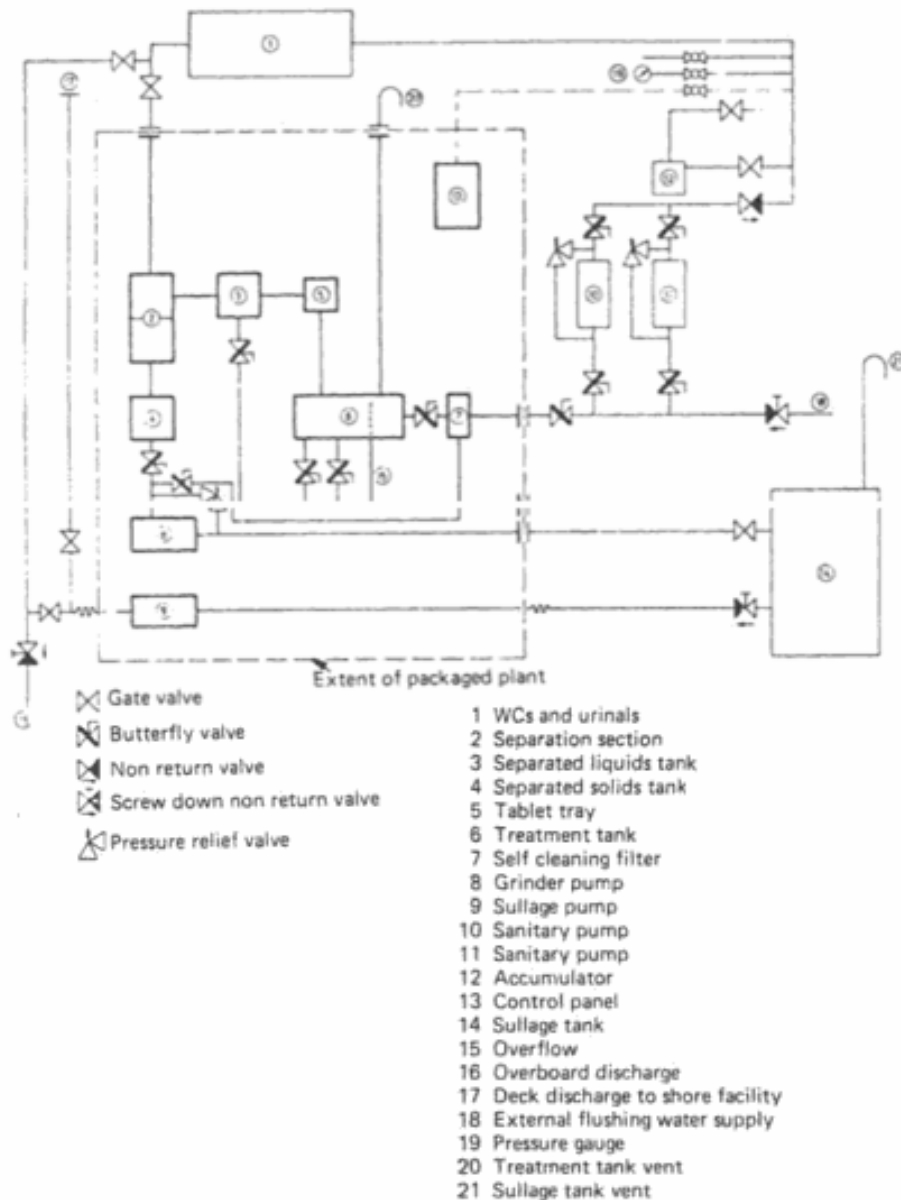 Extent of packaged plant
Gate valve
Butterfly valve
Non return valve
Screw down non return valve
Pressure relief valve
1 WCs and urinals
2 Separation section
3 Separated liquids tank
4 Separated solids tank
5 Tablet tray
6 Treatment tank
7 Self cleaning filter
8 Grinder pump
9 Sullage pump
10 Sanitary pump
11 Sanitary pump
12 Accumulator
13 Control panel
14 Sullage tank
15 Overflow
16 Overboard discharge
17 Deck discharge to shore facility
18 External flushing water supply
19 Pressure gauge
20 Treatment tank vent
21 Sullage tank vent